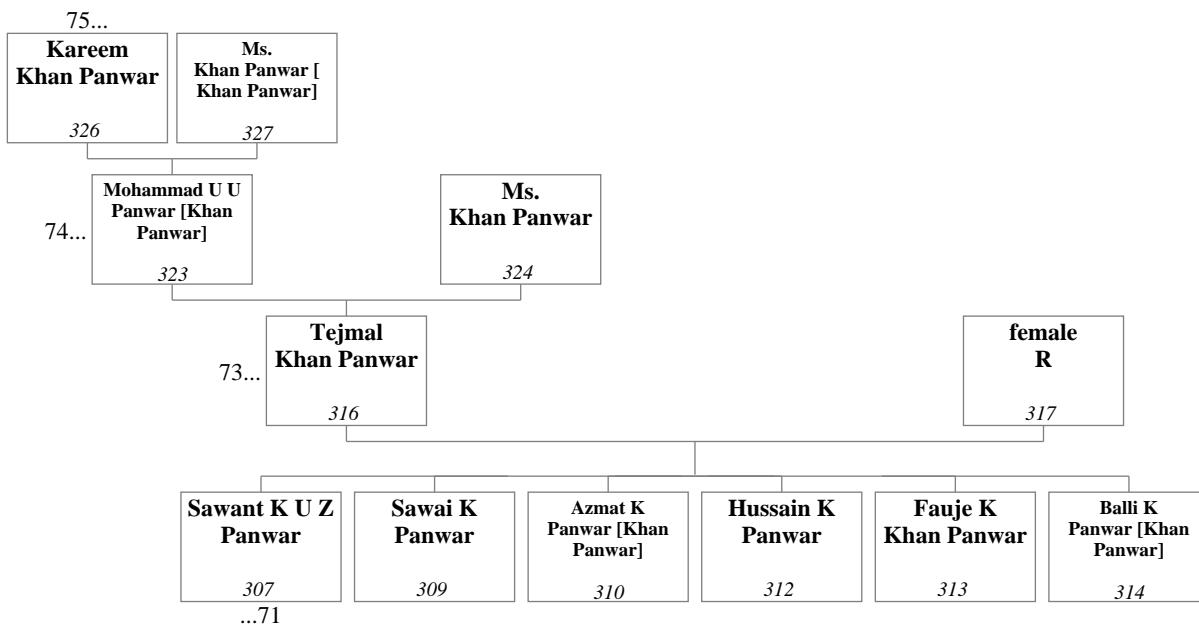 75...
Kareem
Khan Panwar
326
Ms.
Khan Panwar [
Khan Panwar]
327
74...
Mohammad U U
Panwar [Khan
Panwar]
323
Ms.
Khan Panwar
324
73...
Tejmal
Khan Panwar
316
female
R
317
Sawant K U Z
Panwar
307
...71
Sawai K
Panwar
309
Azmat K
Panwar [Khan
Panwar]
310
Hussain K
Panwar
312
Fauje K
Khan Panwar
313
Balli K
Panwar [Khan
Panwar]
314